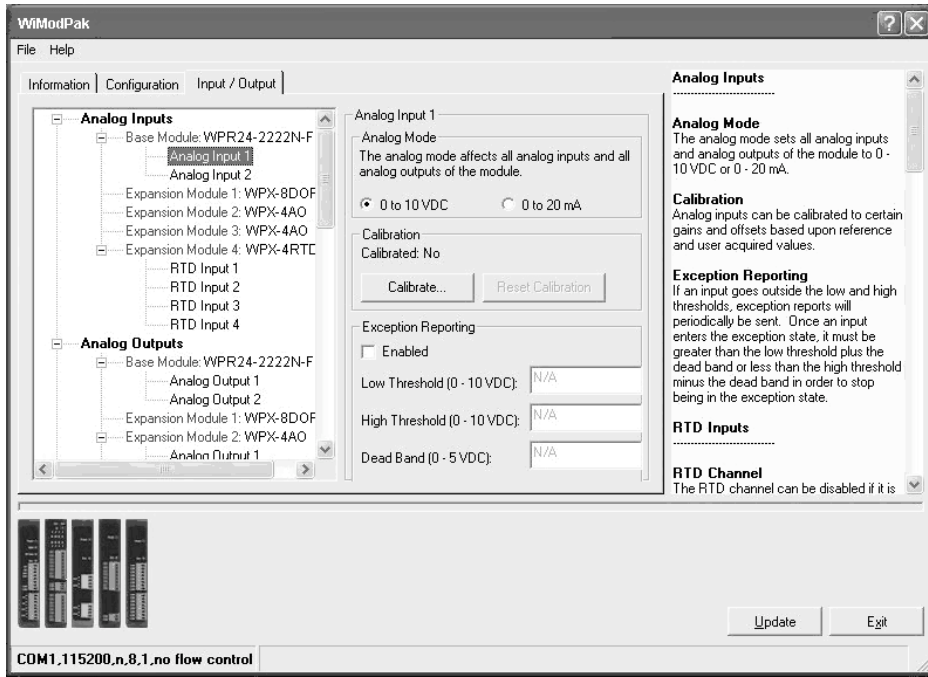 WiModPak
File Help
Information Configuration Input / Output
Analog Inputs
Base Module: WPR24-2222N-F
Analog Input 1
Analog Input 2
Expansion Module 1: WPX-8DOF
Expansion Module 2: WPX-4AO
Expansion Module 3: WPX-4AO
Expansion Module 4: WPX-4RTD
RTD Input 1
RTD Input 2
RTD Input 3
RTD Input 4
Analog Outputs
Base Module: WPR24-2222N-F
Analog Output 1
Analog Output 2
Expansion Module 1: WPX-8DOF
Expansion Module 2: WPX-4AO
Analog Output 1
Analog Input 1
Analog Mode
The analog mode affects all analog inputs and all
analog outputs of the module.
0 to 10 VDC 0 to 20 mA
Calibration
Calibrated: No
Calibrate... Reset Calibration
Exception Reporting
Enabled
Low Threshold (0 - 10 VDC): N/A
High Threshold (0 - 10 VDC): N/A
Dead Band (0 - 5 VDC): N/A
Analog Inputs
Analog Mode
The analog mode sets all analog inputs
and analog outputs of the module to 0 -
10 VDC or 0 - 20 mA.
Calibration
Analog inputs can be calibrated to certain
gains and offsets based upon reference
and user acquired values.
Exception Reporting
If an input goes outside the low and high
thresholds, exception reports will
periodically be sent. Once an input
enters the exception state, it must be
greater than the low threshold plus the
dead band or less than the high threshold
minus the dead band in order to stop
being in the exception state.
RTD Inputs
RTD Channel
The RTD channel can be disabled if it is
Update Exit
COM1,115200,n,8,1,no flow control